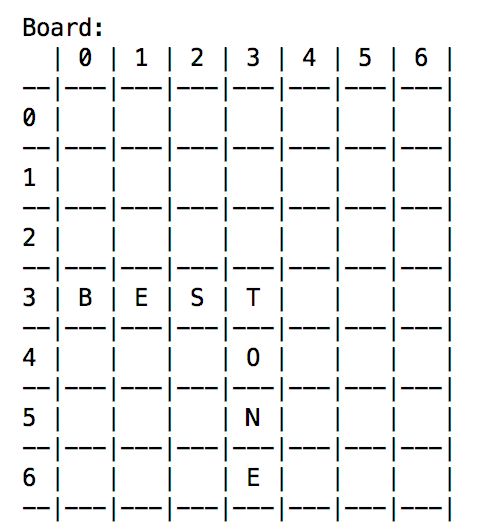 Board:
   | 0 | 1 | 2 | 3 | 4 | 5 | 6 |
--|---|---|---|---|---|---|---|
0 |   |   |   |   |   |   |   |
--|---|---|---|---|---|---|---|
1 |   |   |   |   |   |   |   |
--|---|---|---|---|---|---|---|
2 |   |   |   |   |   |   |   |
--|---|---|---|---|---|---|---|
3 | B | E | S | T |   |   |   |
--|---|---|---|---|---|---|---|
4 |   |   |   | O |   |   |   |
--|---|---|---|---|---|---|---|
5 |   |   |   | N |   |   |   |
--|---|---|---|---|---|---|---|
6 |   |   |   | E |   |   |   |
--|---|---|---|---|---|---|---|